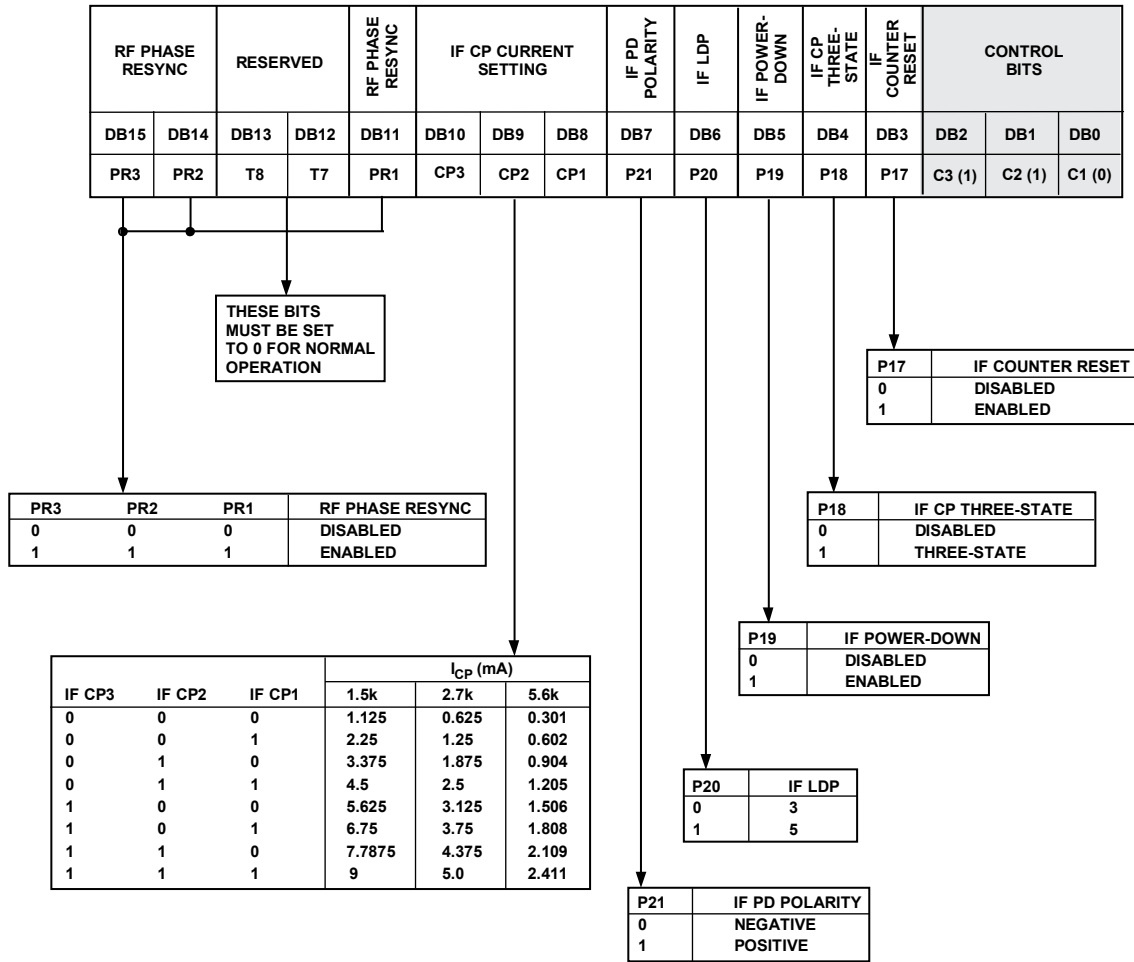 RF PHASE RESYNC
RESERVED
RF PHASE RESYNC
IF CP CURRENT SETTING
IF PD POLARITY
IF LDP
IF POWER-DOWN
IF CP THREE-STATE
IF COUNTER RESET
CONTROL BITS
DB15 DB14 DB13 DB12 DB11 DB10 DB9 DB8 DB7 DB6 DB5 DB4 DB3 DB2 DB1 DB0
PR3 PR2 T8 T7 PR1 CP3 CP2 CP1 P21 P20 P19 P18 P17 C3 (1) C2 (1) C1 (0)
THESE BITS
MUST BE SET
TO 0 FOR NORMAL
OPERATION
P17 IF COUNTER RESET
0 DISABLED
1 ENABLED
PR3 PR2 PR1 RF PHASE RESYNC
0 0 0 DISABLED
1 1 1 ENABLED
P18 IF CP THREE-STATE
0 DISABLED
1 THREE-STATE
P19 IF POWER-DOWN
0 DISABLED
1 ENABLED
ICP (mA)
IF CP3 IF CP2 IF CP1 1.5k 2.7k 5.6k
0 0 0 1.125 0.625 0.301
0 0 1 2.25 1.25 0.602
0 1 0 3.375 1.875 0.904
0 1 1 4.5 2.5 1.205
1 0 0 5.625 3.125 1.506
1 0 1 6.75 3.75 1.808
1 1 0 7.7875 4.375 2.109
1 1 1 9 5.0 2.411
P20 IF LDP
0 3
1 5
P21 IF PD POLARITY
0 NEGATIVE
1 POSITIVE